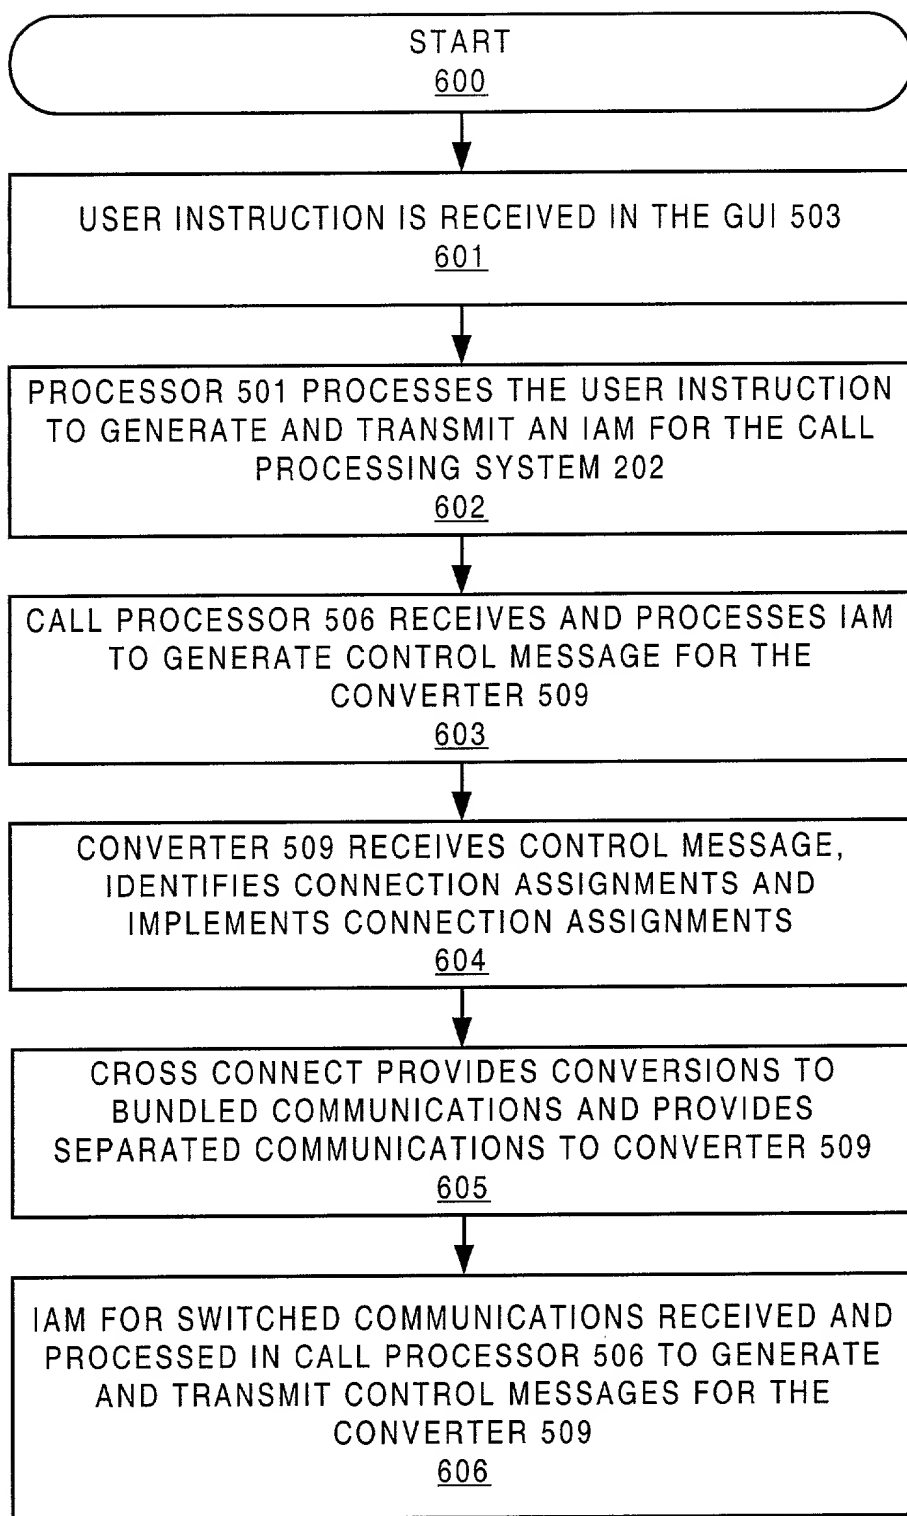 START
600
USER INSTRUCTION IS RECEIVED IN THE GUI 503
601
PROCESSOR 501 PROCESSES THE USER INSTRUCTION
TO GENERATE AND TRANSMIT AN IAM FOR THE CALL
PROCESSING SYSTEM 202
602
CALL PROCESSOR 506 RECEIVES AND PROCESSES IAM
TO GENERATE CONTROL MESSAGE FOR THE
CONVERTER 509
603
CONVERTER 509 RECEIVES CONTROL MESSAGE,
IDENTIFIES CONNECTION ASSIGNMENTS AND
IMPLEMENTS CONNECTION ASSIGNMENTS
604
CROSS CONNECT PROVIDES CONVERSIONS TO
BUNDLED COMMUNICATIONS AND PROVIDES
SEPARATED COMMUNICATIONS TO CONVERTER 509
605
IAM FOR SWITCHED COMMUNICATIONS RECEIVED AND
PROCESSED IN CALL PROCESSOR 506 TO GENERATE
AND TRANSMIT CONTROL MESSAGES FOR THE
CONVERTER 509
606